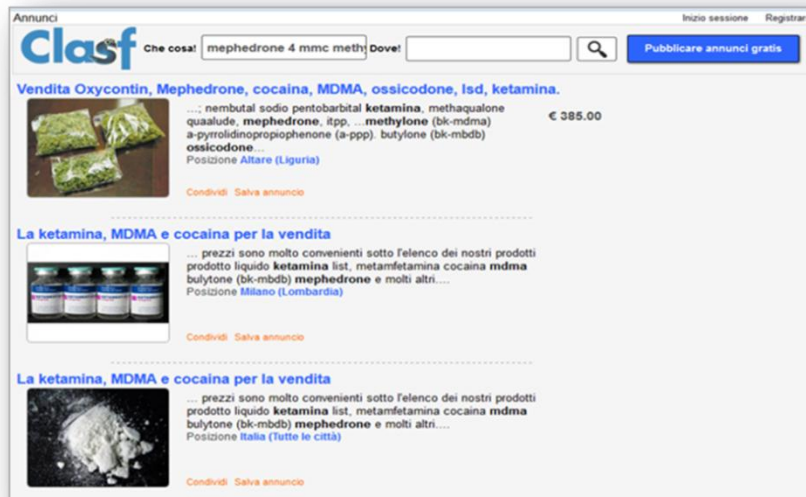 Annunci
Inizio sessione Registrar
Clasf Che cosa! mephedrone 4 mmc meth Dove! Pubblicare annunci gratis
Vendita Oxycontin, Mephedrone, cocaina, MDMA, ossicodone, lsd, ketamina.
...; nembutal sodio pentobarbital ketamina, methaqualone
quaalude, mephedrone, itpp, ...methylone (bk-mdma)
a-pyrrolidinopropiophenone (a-ppp). butylone (bk-mbdb)
ossicodone...
€ 385.00
Posizione Altare (Liguria)
Condividi Salva annuncio
La ketamina, MDMA e cocaina per la vendita
... prezzi sono molto convenienti sotto l'elenco dei nostri prodotti
prodotto liquido ketamina list, metamfetamina cocaina mdma
bulytone (bk-mbdb) mephedrone e molti altri....
Posizione Milano (Lombardia)
Condividi Salva annuncio
La ketamina, MDMA e cocaina per la vendita
... prezzi sono molto convenienti sotto l'elenco dei nostri prodotti
prodotto liquido ketamina list, metamfetamina cocaina mdma
bulytone (bk-mbdb) mephedrone e molti altri....
Posizione Italia (Tutte le città)
Condividi Salva annuncio